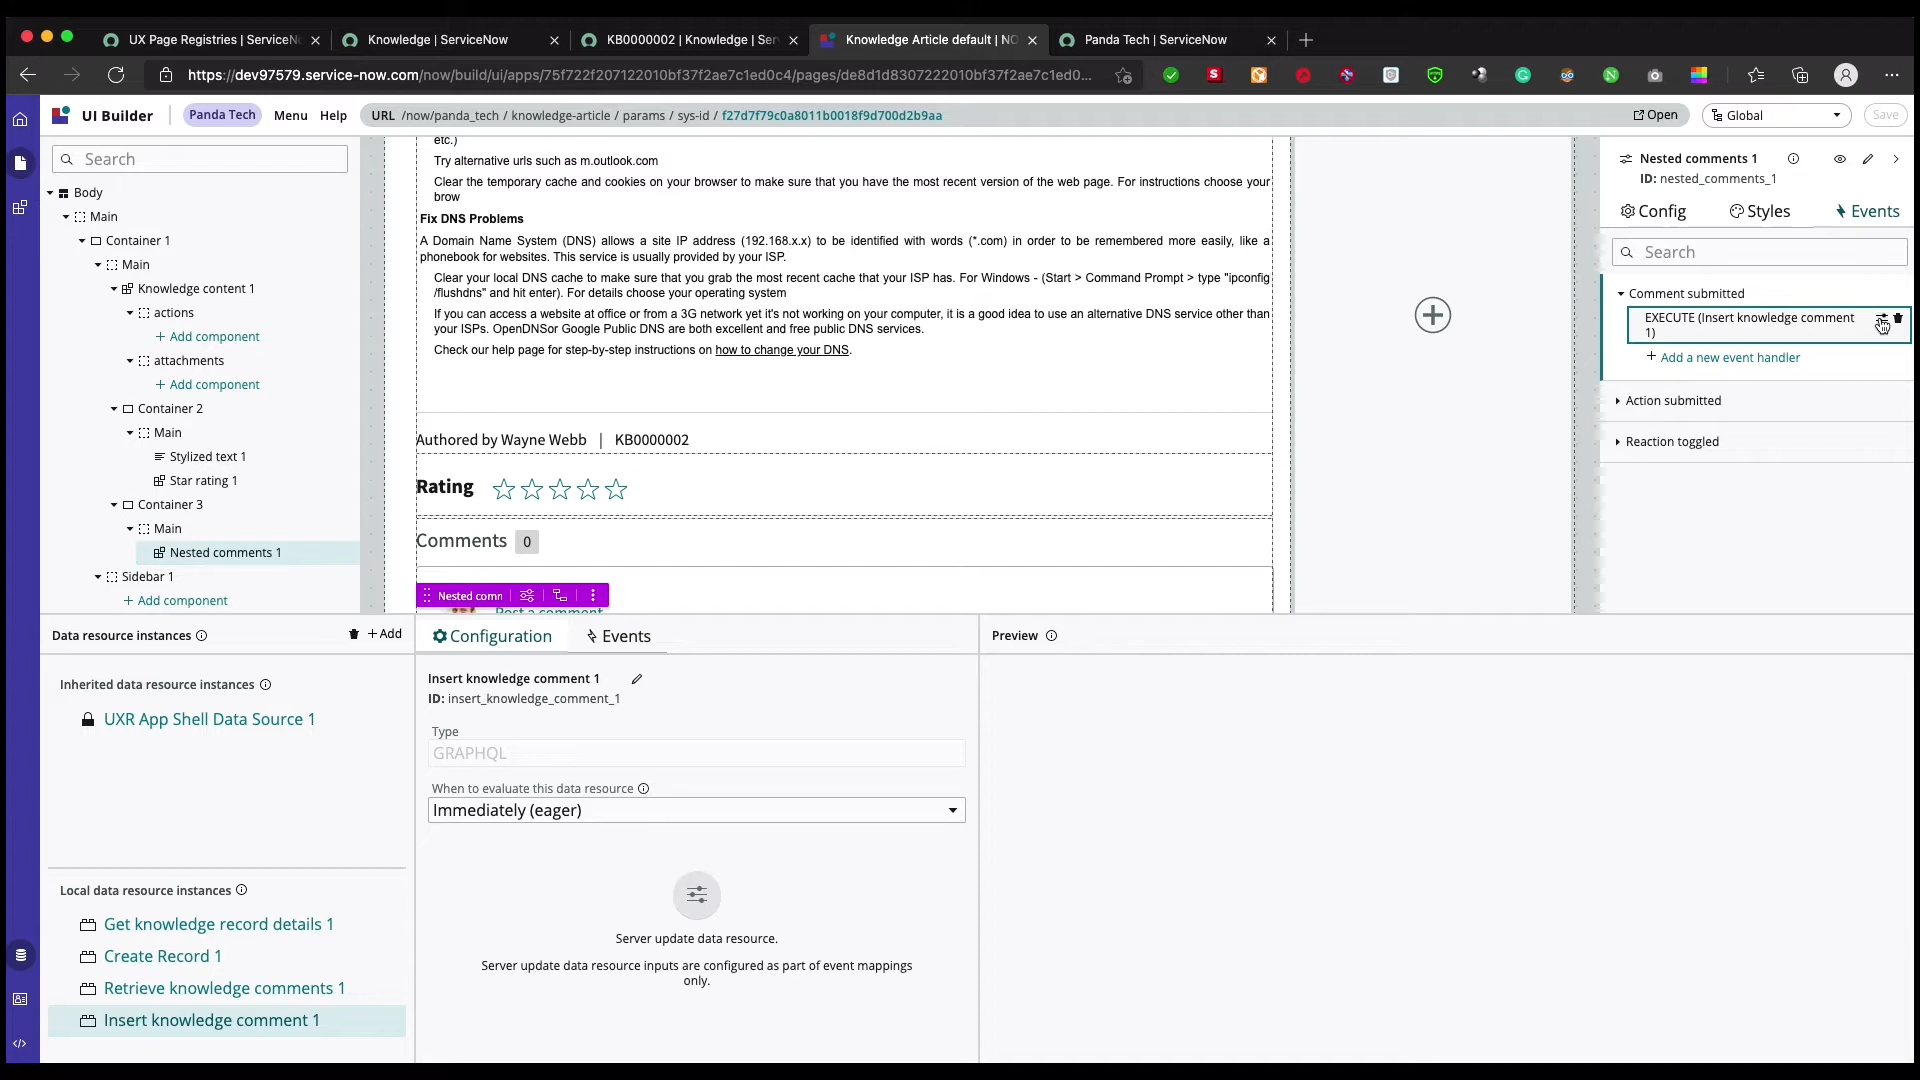 UX Page Registries | ServiceN
Knowledge | ServiceNow
KB0000002 | Knowledge | Ser
Knowledge Article default | NO
Panda Tech | ServiceNow
https://dev97579.service-now.com/now/build/ui/apps/75f722f207122010bf37f2ae7c1ed0c4/pages/de8d1d8307222010bf37f2ae7c1ed0...
UI Builder
Panda Tech
Menu
Help
URL /now/panda_tech / knowledge-article / params / sys-id / f27d7f79c0a8011b0018f9d700d2b9aa
Open
Global
Save
Search
Body
Main
Container 1
Main
Knowledge content 1
actions
+ Add component
attachments
+ Add component
Container 2
Main
Stylized text 1
Star rating 1
Container 3
Main
Nested comments 1
Sidebar 1
+ Add component
etc.)
Try alternative urls such as m.outlook.com
Clear the temporary cache and cookies on your browser to make sure that you have the most recent version of the web page. For instructions choose your
brow
Fix DNS Problems
A Domain Name System (DNS) allows a site IP address (192.168.x.x) to be identified with words (*.com) in order to be remembered more easily, like a
phonebook for websites. This service is usually provided by your ISP.
Clear your local DNS cache to make sure that you grab the most recent cache that your ISP has. For Windows - (Start > Command Prompt > type "ipconfig
/flushdns" and hit enter). For details choose your operating system
If you can access a website at office or from a 3G network yet it's not working on your computer, it is a good idea to use an alternative DNS service other than
your ISPs. OpenDNSor Google Public DNS are both excellent and free public DNS services.
Check our help page for step-by-step instructions on how to change your DNS.
Authored by Wayne Webb | KB0000002
Rating
Comments 0
Nested comm
Post a comment
Nested comments 1
ID: nested_comments_1
Config
Styles
Events
Search
Comment submitted
EXECUTE (Insert knowledge comment
1)
+ Add a new event handler
Action submitted
Reaction toggled
Data resource instances
+ Add
Inherited data resource instances
UXR App Shell Data Source 1
Local data resource instances
Get knowledge record details 1
Create Record 1
Retrieve knowledge comments 1
Insert knowledge comment 1
Configuration
Events
Insert knowledge comment 1
ID: insert_knowledge_comment_1
Type
GRAPHQL
When to evaluate this data resource
Immediately (eager)
Server update data resource.
Server update data resource inputs are configured as part of event mappings
only.
Preview